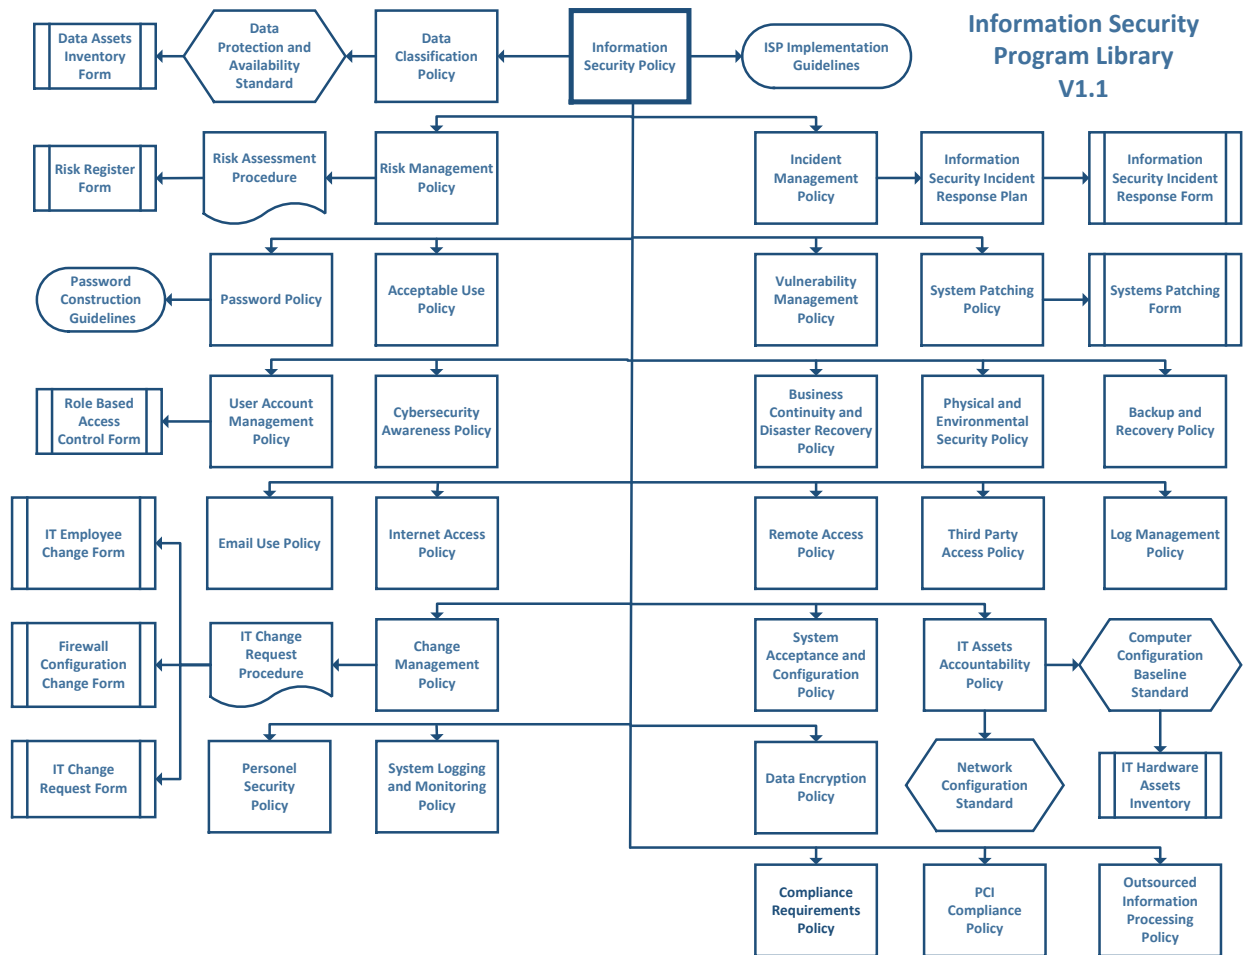 Information Security
Program Library
V1.1
Data Assets
Inventory
Form
Data
Protection and
Availability
Standard
Data
Classification
Policy
Information
Security Policy
ISP Implementation
Guidelines
Risk Register
Form
Risk Assessment
Procedure
Risk Management
Policy
Incident
Management
Policy
Information
Security Incident
Response Plan
Information
Security Incident
Response Form
Password
Construction
Guidelines
Password Policy
Acceptable Use
Policy
Vulnerability
Management
Policy
System Patching
Policy
Systems Patching
Form
Role Based
Access
Control Form
User Account
Management
Policy
Cybersecurity
Awareness Policy
Business
Continuity and
Disaster Recovery
Policy
Physical and
Environmental
Security Policy
Backup and
Recovery Policy
IT Employee
Change Form
Email Use Policy
Internet Access
Policy
Remote Access
Policy
Third Party
Access Policy
Log Management
Policy
Firewall
Configuration
Change Form
IT Change
Request
Procedure
Change
Management
Policy
System
Acceptance and
Configuration
Policy
IT Assets
Accountability
Policy
Computer
Configuration
Baseline
Standard
IT Change
Request Form
Personel
Security
Policy
System Logging
and Monitoring
Policy
Data Encryption
Policy
Network
Configuration
Standard
IT Hardware
Assets
Inventory
Compliance
Requirements
Policy
PCI
Compliance
Policy
Outsourced
Information
Processing
Policy